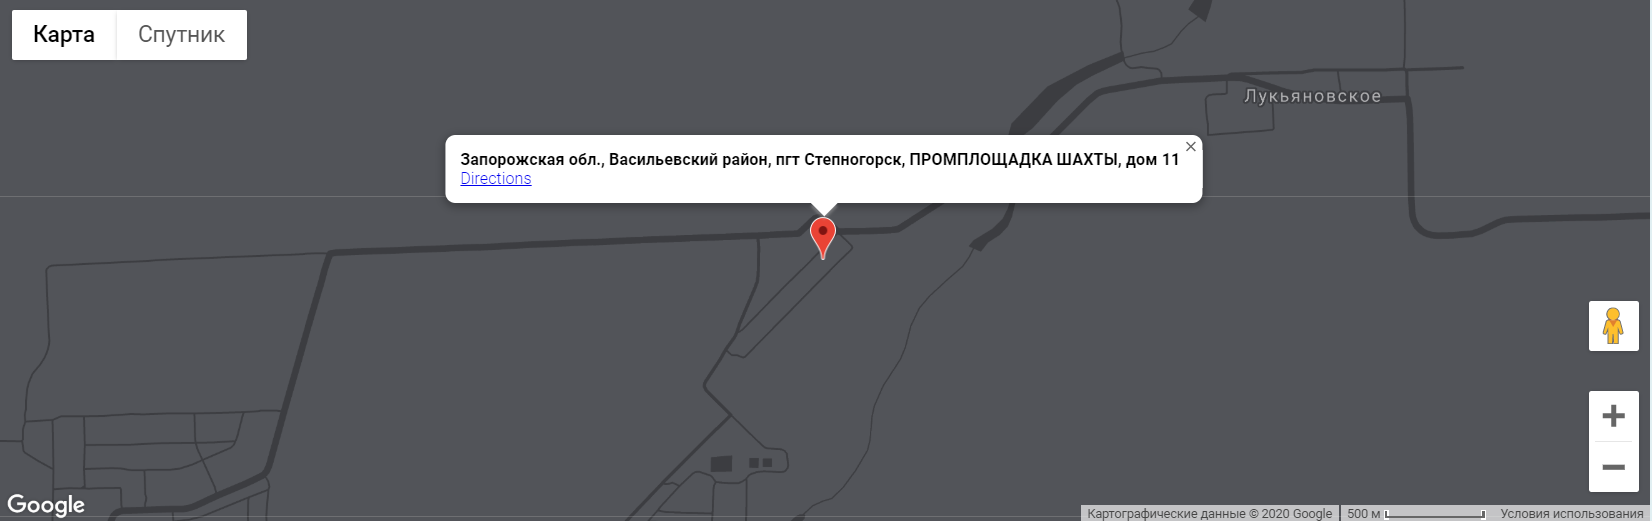 Карта Спутник
Лукьяновское
Запорожская обл., Васильевский район, пгт Степногорск, ПРОМПЛОЩАДКА ШАХТЫ, дом 11
Directions
Google
Картографические данные © 2020 Google 500 м Условия использования